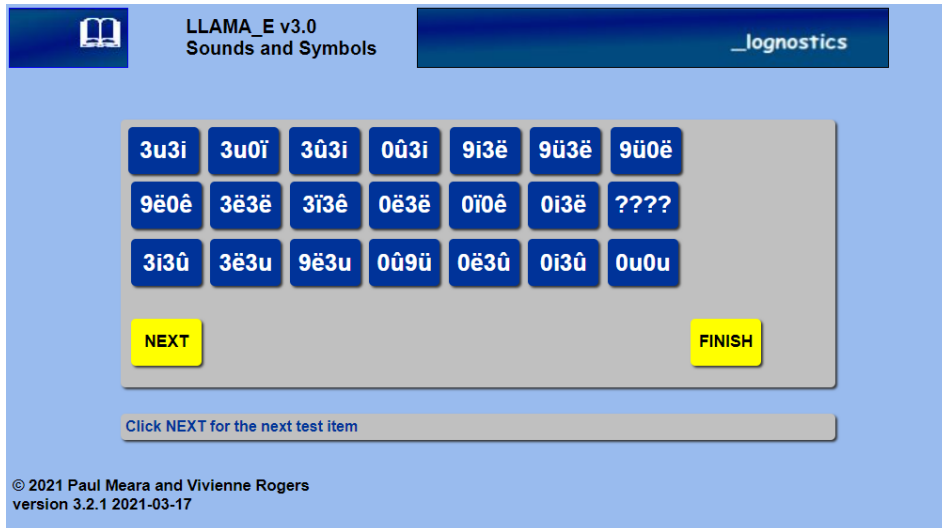 LLAMA_E v3.0
Sounds and Symbols
_lognostics
3u3i 3u0ï 3û3i 0û3i 9i3ë 9ü3ë 9ü0ë
9ë0ê 3ë3ë 3ï3ê 0ë3ë 0ï0ê 0i3ë ????
3i3û 3ë3u 9ë3u 0û9ü 0ë3û 0i3û 0u0u
NEXT FINISH
Click NEXT for the next test item
© 2021 Paul Meara and Vivienne Rogers
version 3.2.1 2021-03-17